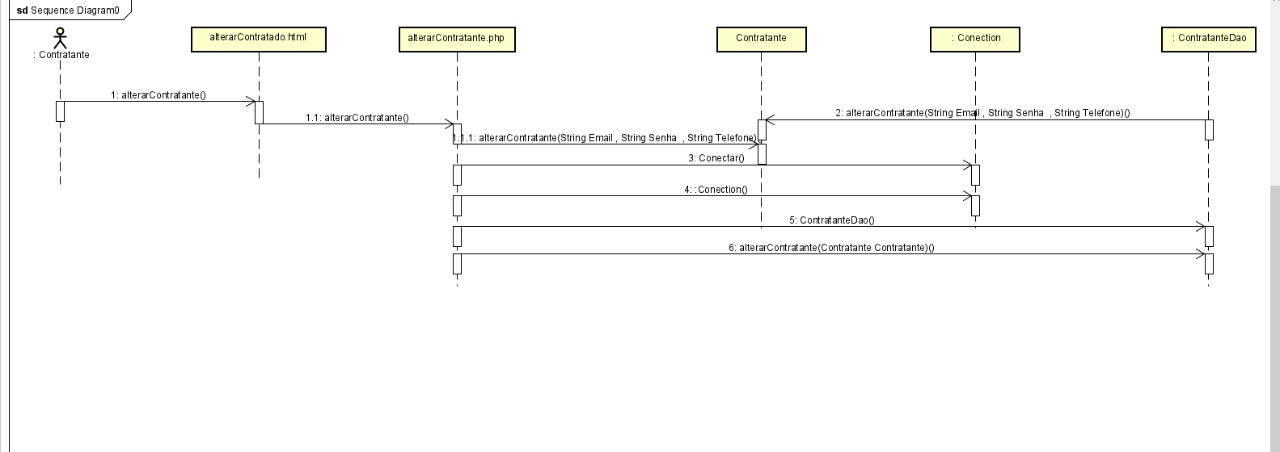 sd Sequence Diagram0
: Contratante
alterarContratado.html
alterarContratante.php
Contratante
: Conection
: ContratanteDao
1: alterarContratante()
2: alterarContratante(String Email , String Senha , String Telefone)()
1.1: alterarContratante()
1.1.1: alterarContratante(String Email , String Senha , String Telefone)
3: Conectar()
4: :Conection()
5: ContratanteDao()
6: alterarContratante(Contratante Contratante)()